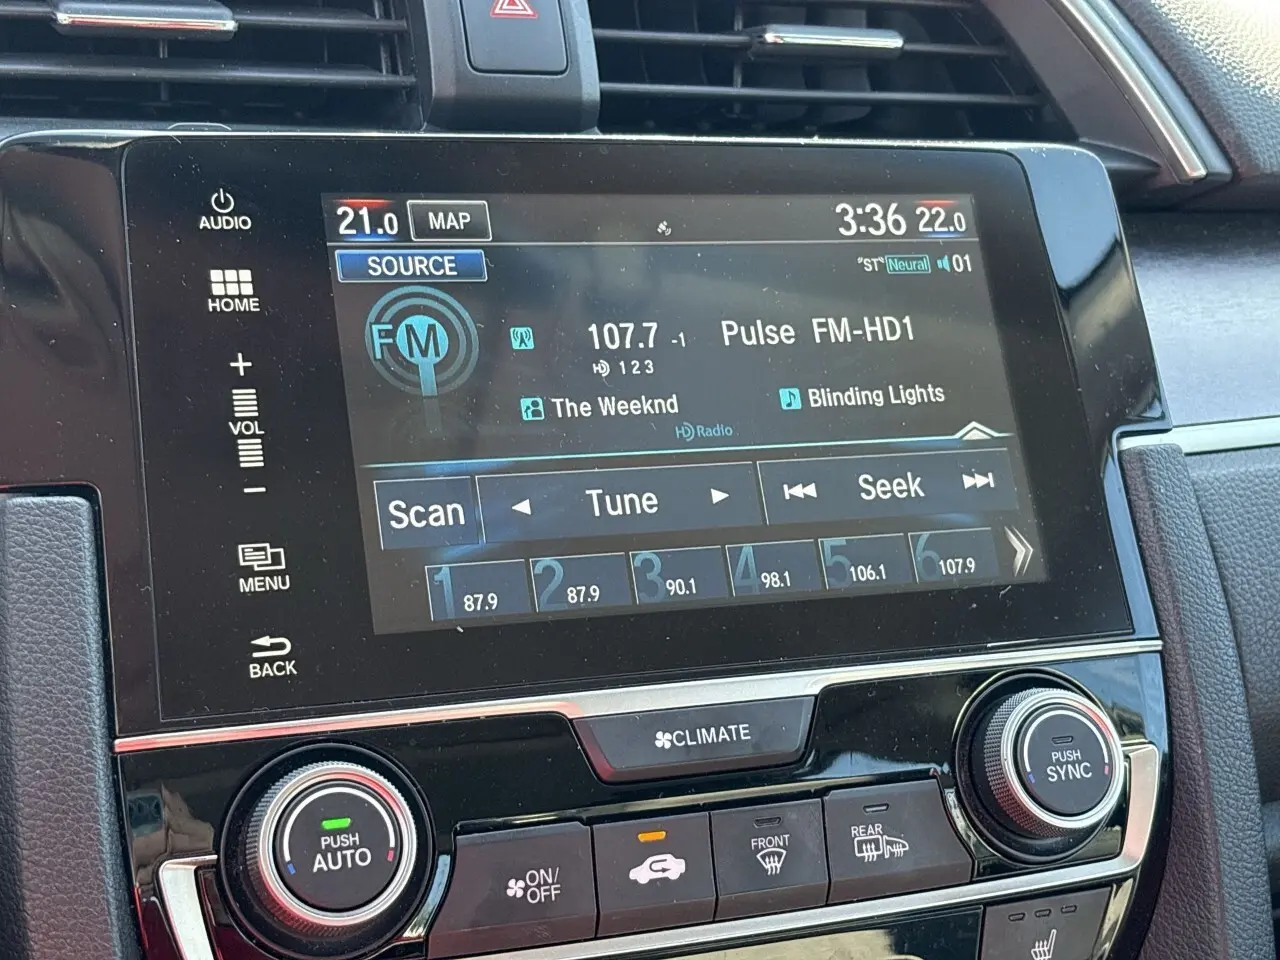 AUDIO
21.0 MAP 3:36 22.0
SOURCE "ST" Neural 01
HOME
FM 107.7 -1 Pulse FM-HD1
HD 1 2 3
The Weeknd Blinding Lights
HD Radio
+
VOL
−
Scan Tune Seek
1 87.9 2 87.9 3 90.1 4 98.1 5 106.1 6 107.9
MENU
BACK
CLIMATE
PUSH
SYNC
PUSH
AUTO
ON/
OFF
FRONT
REAR